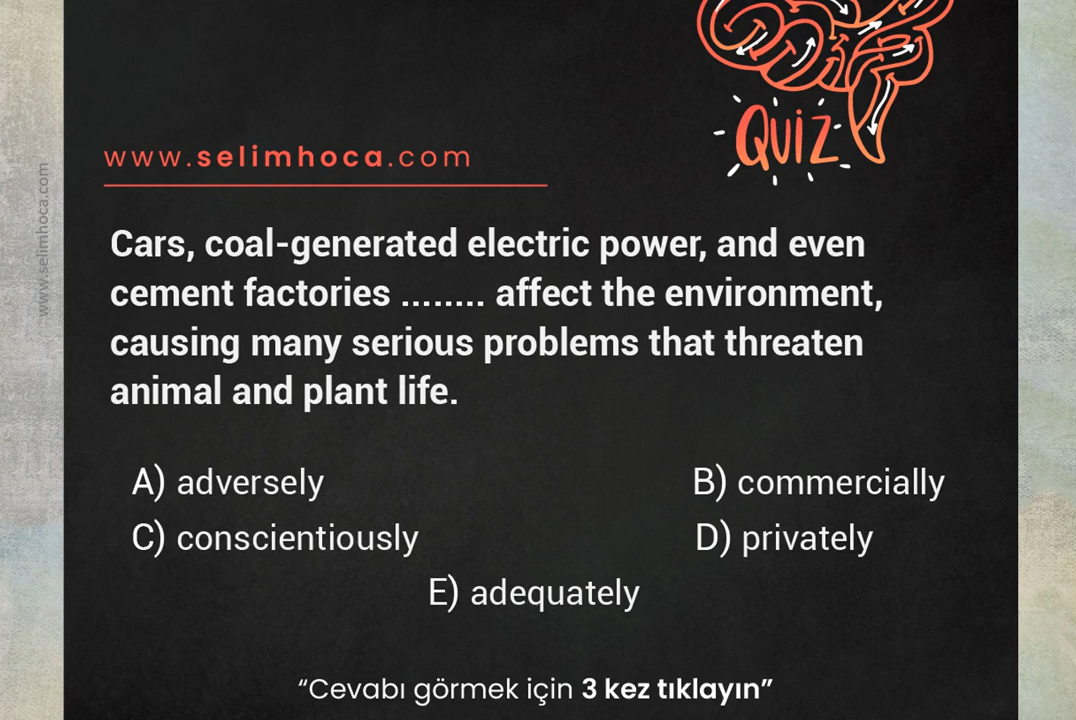 QUIZ
www.selimhoca.com
www.selimhoca.com
Cars, coal-generated electric power, and even
cement factories ........ affect the environment,
causing many serious problems that threaten
animal and plant life.
A) adversely
B) commercially
C) conscientiously
D) privately
E) adequately
“Cevabı görmek için 3 kez tıklayın”